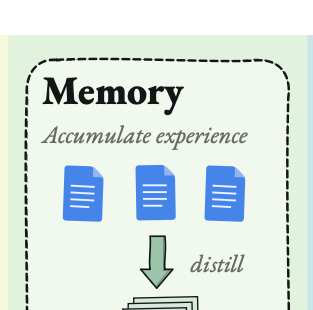 Memory
Accumulate experience
distill